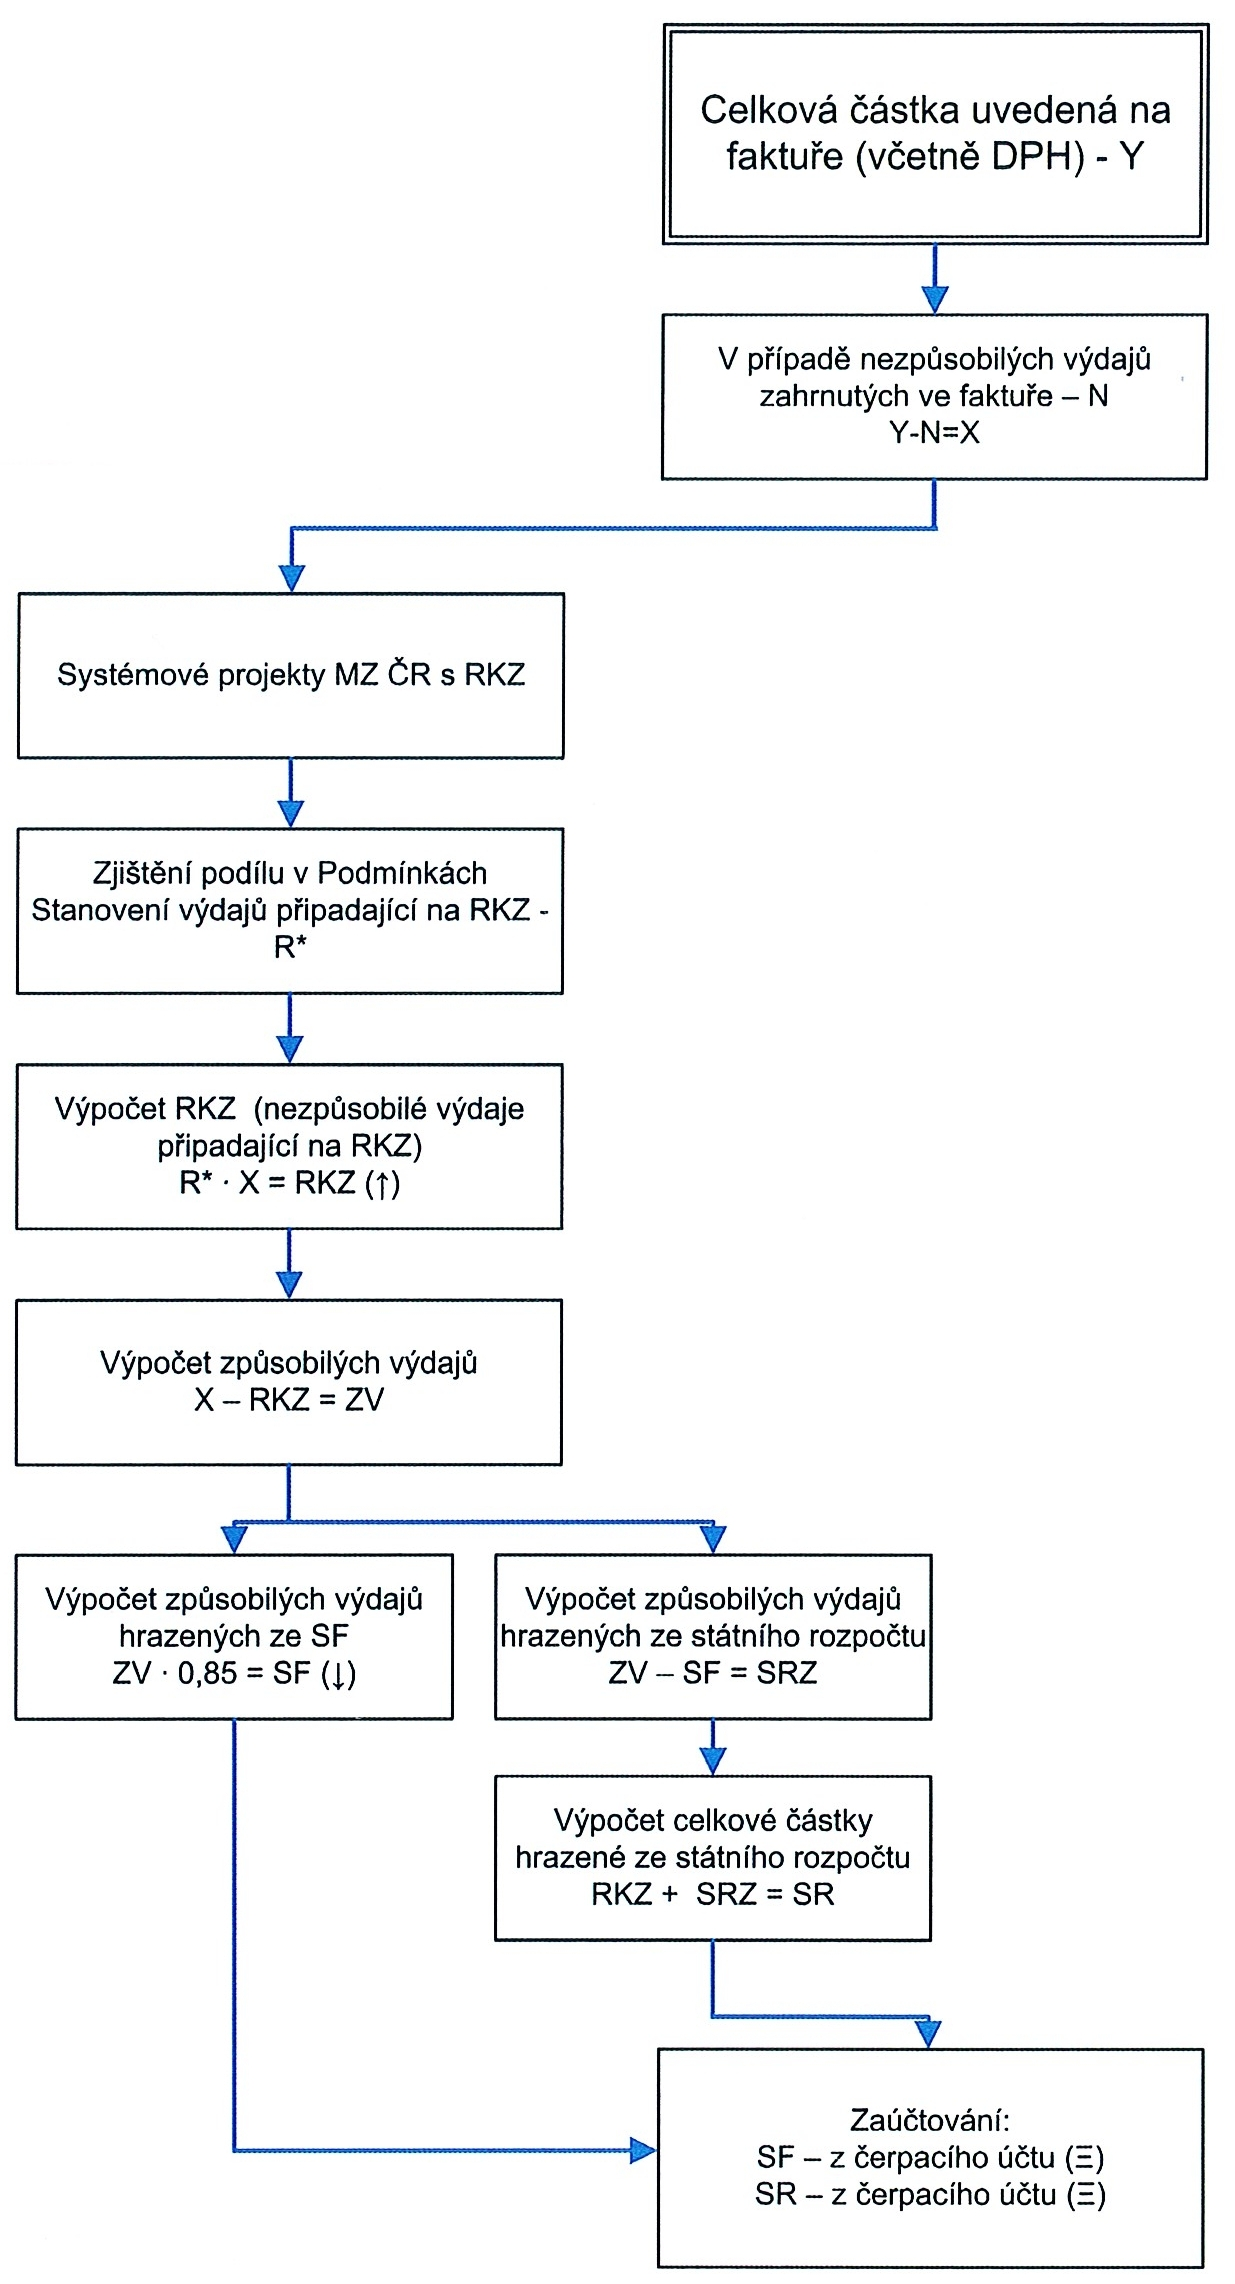 Celková částka uvedená na
faktuře (včetně DPH) - Y
V případě nezpůsobilých výdajů
zahrnutých ve faktuře – N
Y-N=X
Systémové projekty MZ ČR s RKZ
Zjištění podílu v Podmínkách
Stanovení výdajů připadající na RKZ -
R*
Výpočet RKZ  (nezpůsobilé výdaje
připadající na RKZ)
R* · X = RKZ (↑)
Výpočet způsobilých výdajů
X – RKZ = ZV
Výpočet způsobilých výdajů
hrazených ze SF
ZV · 0,85 = SF (↓)
Výpočet způsobilých výdajů
hrazených ze státního rozpočtu
ZV – SF = SRZ
Výpočet celkové částky
hrazené ze státního rozpočtu
RKZ +  SRZ = SR
Zaúčtování:
SF – z čerpacího účtu (Ξ)
SR – z čerpacího účtu (Ξ)